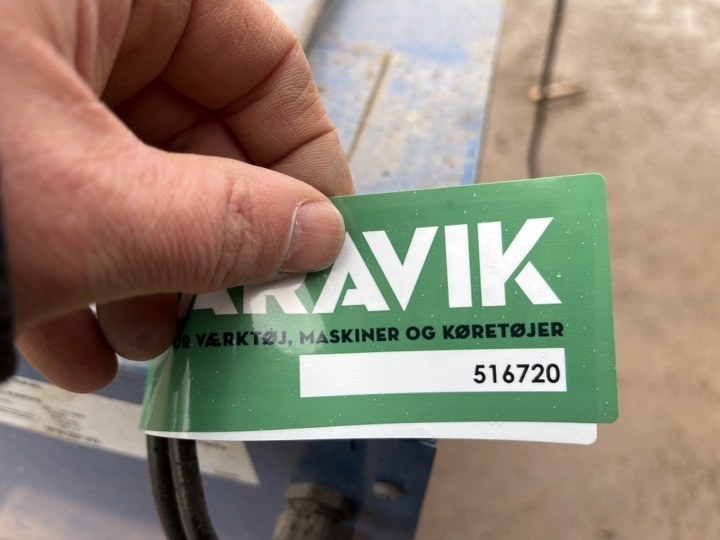 ARAVIK
OR VÆRKTØJ, MASKINER OG KØRETØJER
516720